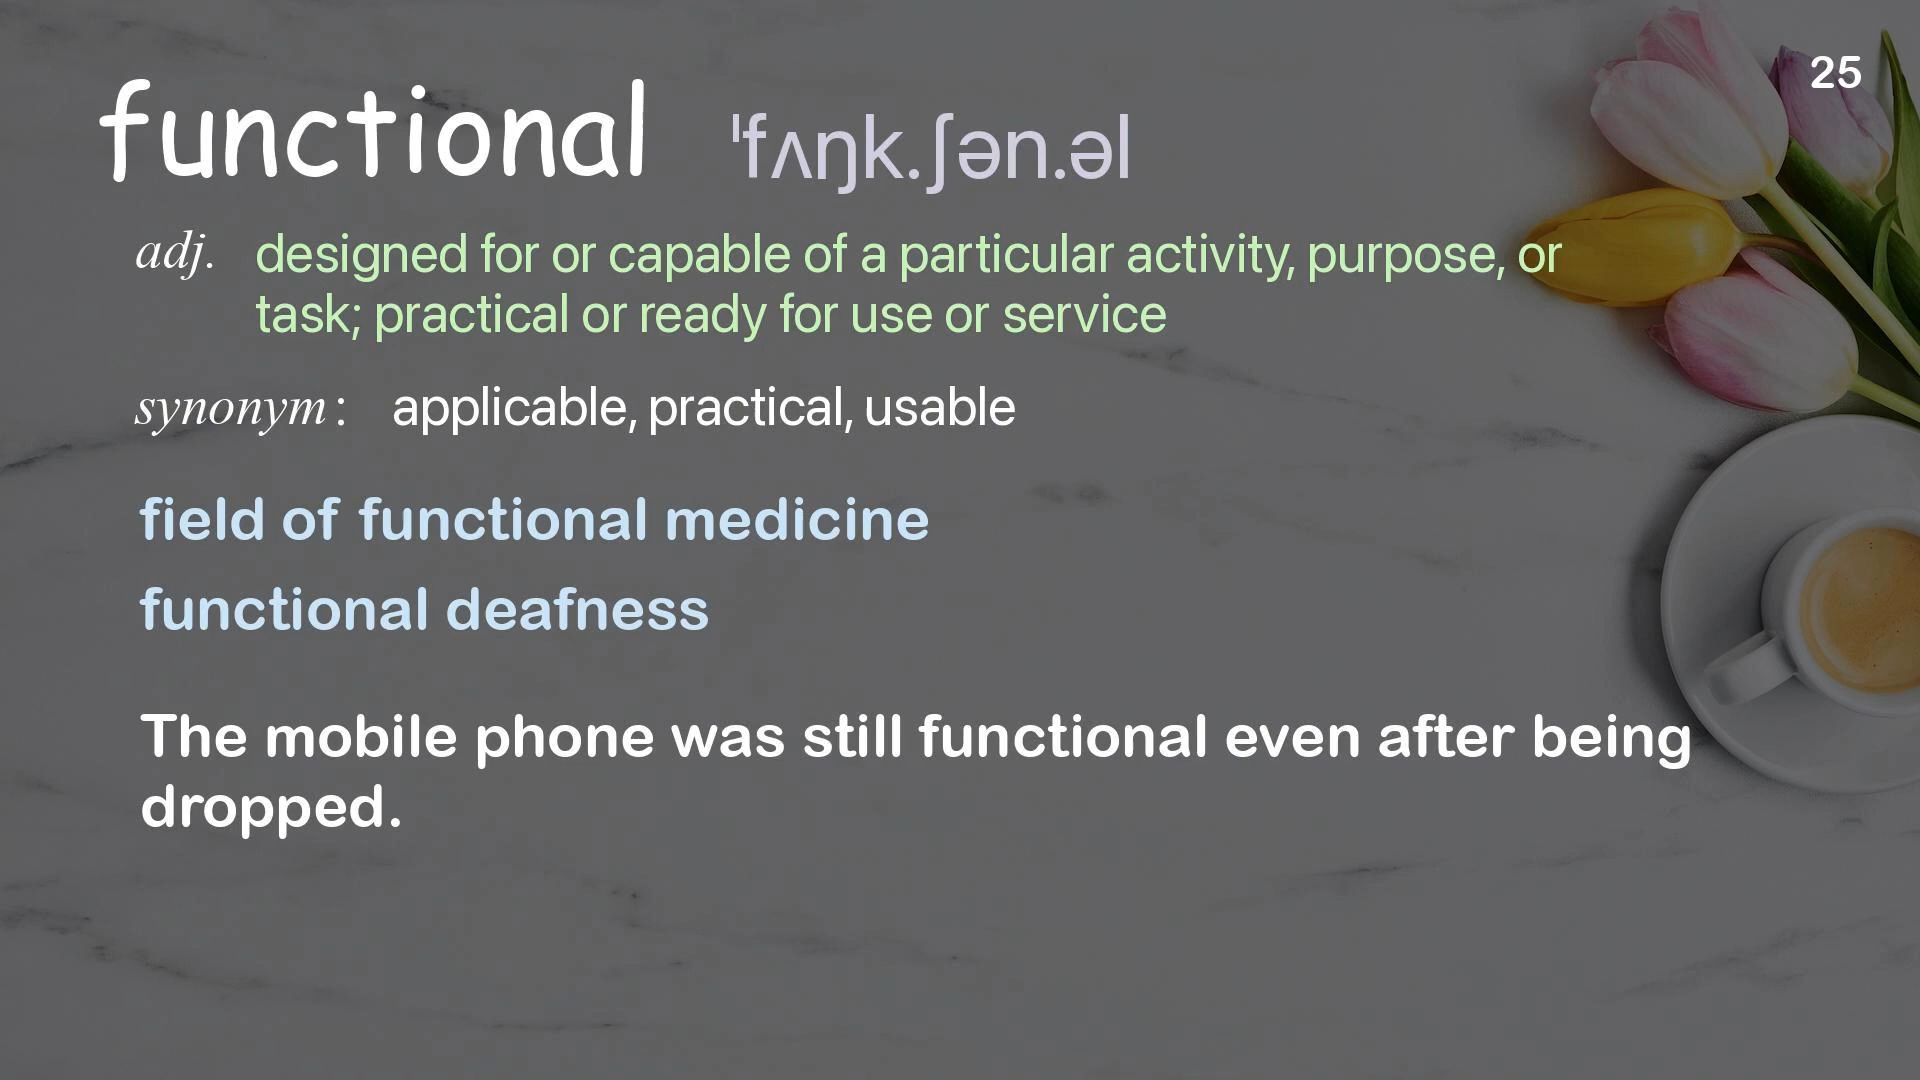 25
functional ˈfʌŋk.ʃən.əl
adj. designed for or capable of a particular activity, purpose, or
task; practical or ready for use or service
synonym: applicable, practical, usable
field of functional medicine
functional deafness
The mobile phone was still functional even after being
dropped.